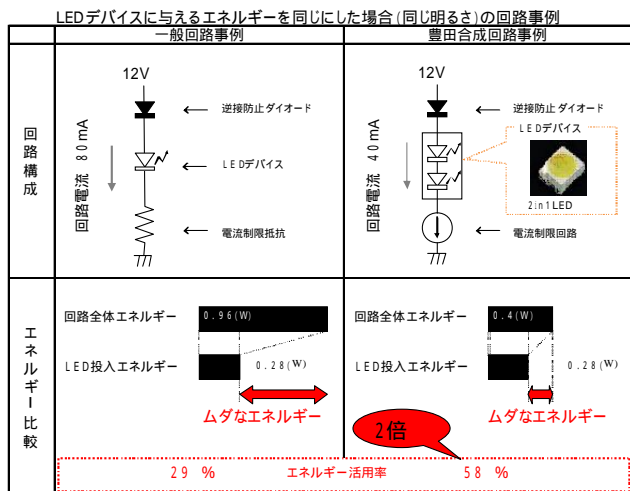 LEDデバイスに与えるエネルギーを同じにした場合(同じ明るさ)の回路事例
一般回路事例
豊田合成回路事例
回路構成
12V
逆接防止ダイオード
回路電流 80mA
LEDデバイス
電流制限抵抗
12V
逆接防止ダイオード
LEDデバイス
回路電流 40mA
2in1LED
電流制限回路
エネルギー比較
回路全体エネルギー
0.96(W)
LED投入エネルギー
0.28(W)
ムダなエネルギー
回路全体エネルギー
0.4(W)
LED投入エネルギー
0.28(W)
ムダなエネルギー
2倍
29 %
エネルギー活用率
58 %